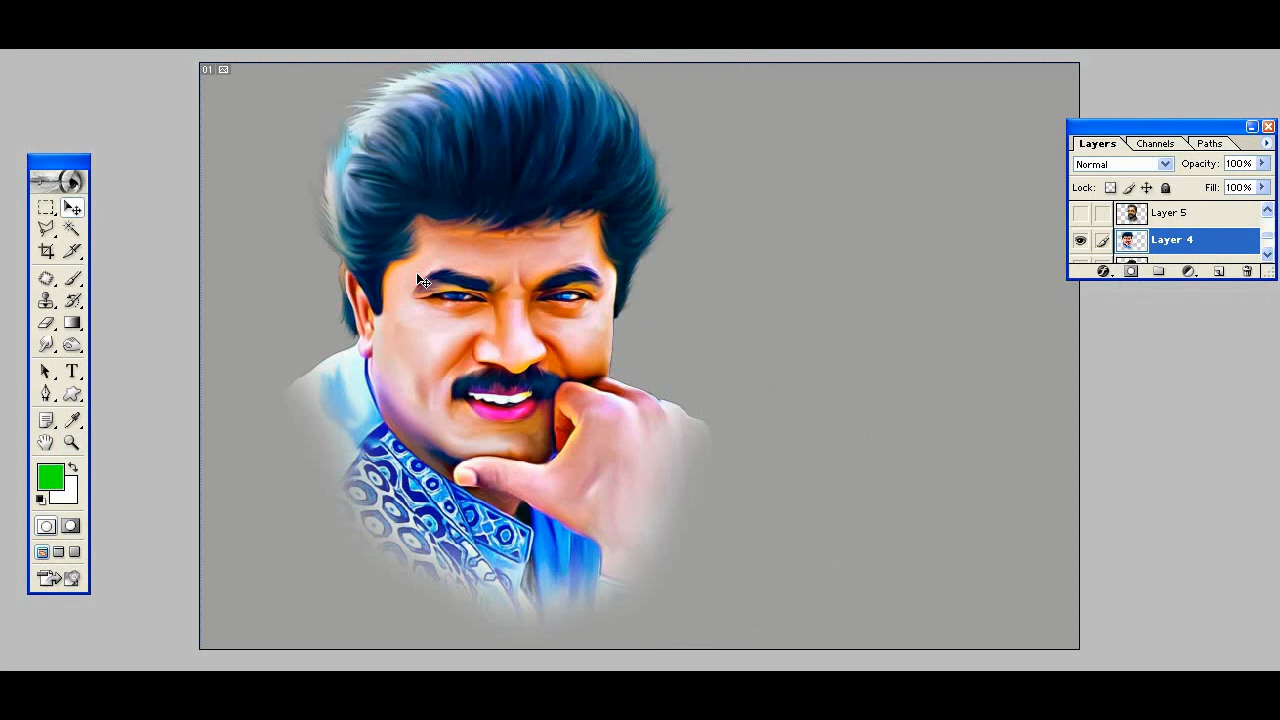 01
Layers Channels Paths
Normal Opacity: 100%
Lock: Fill: 100%
Layer 5
Layer 4
T